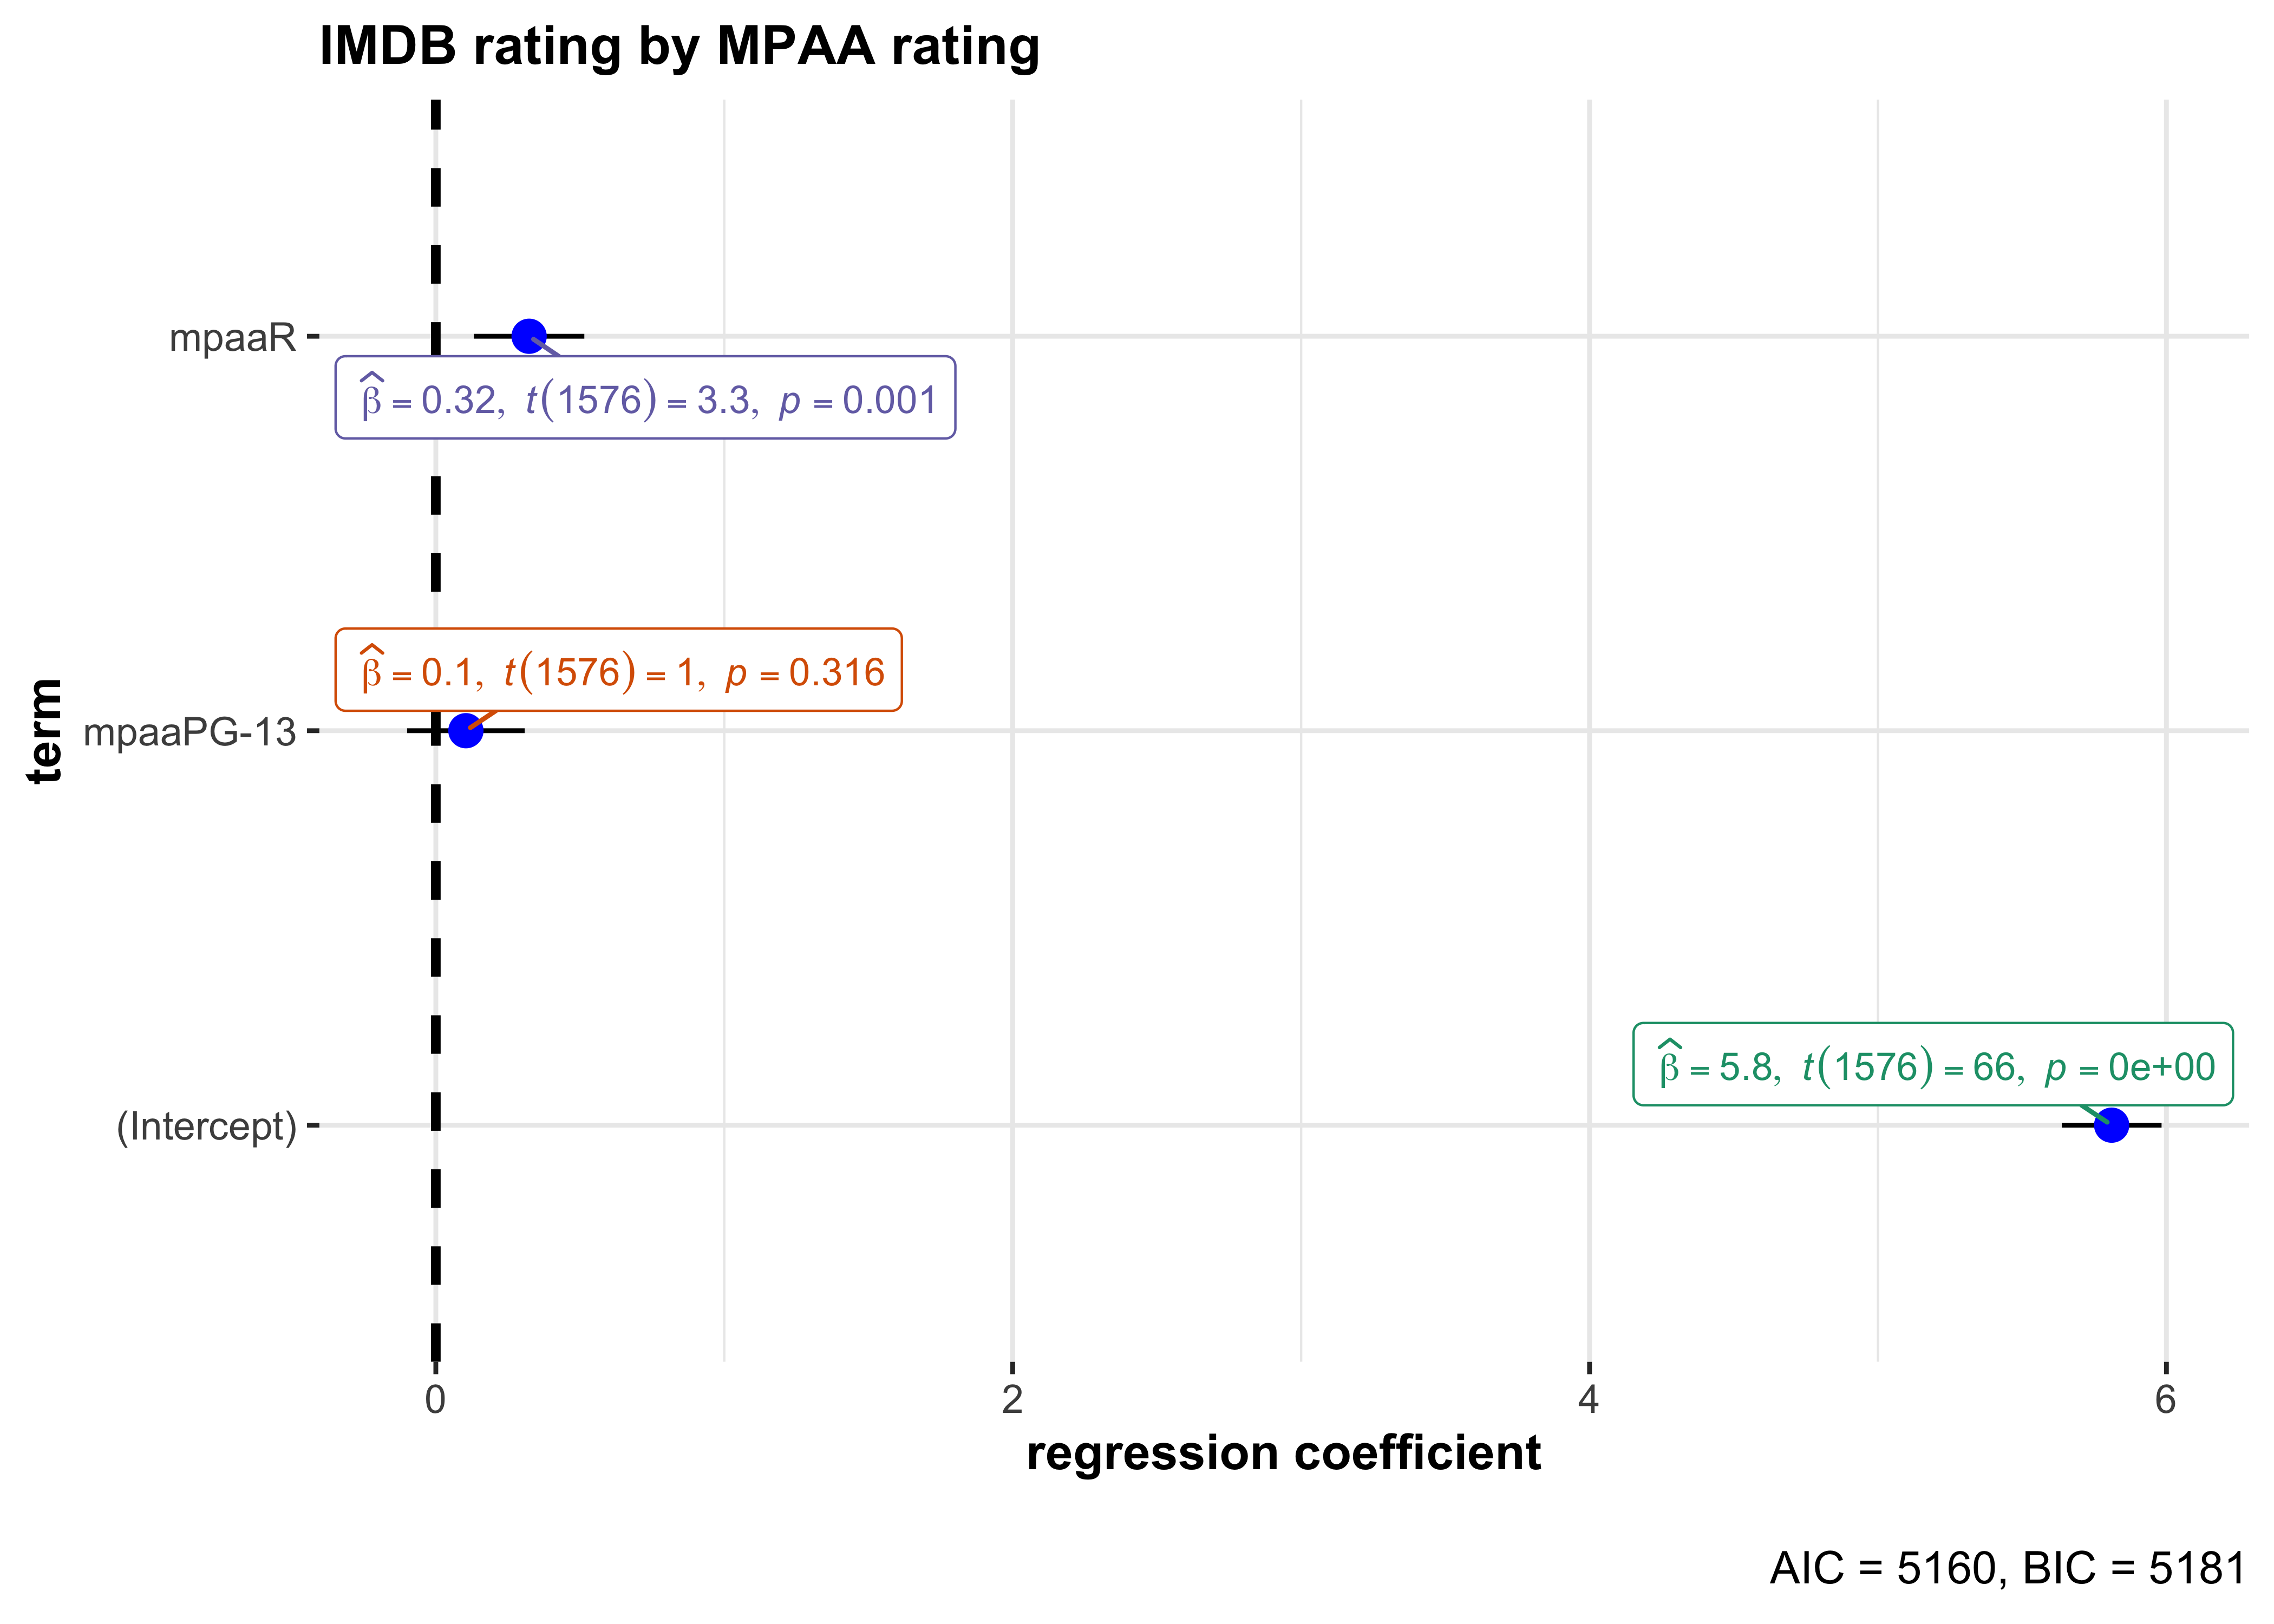 IMDB rating by MPAA rating
mpaaR
β̂ = 0.32, t(1576) = 3.3, p = 0.001
β̂ = 0.1, t(1576) = 1, p = 0.316
mpaaPG-13
term
β̂ = 5.8, t(1576) = 66, p = 0e+00
(Intercept)
0 2 4 6
regression coefficient
AIC = 5160, BIC = 5181